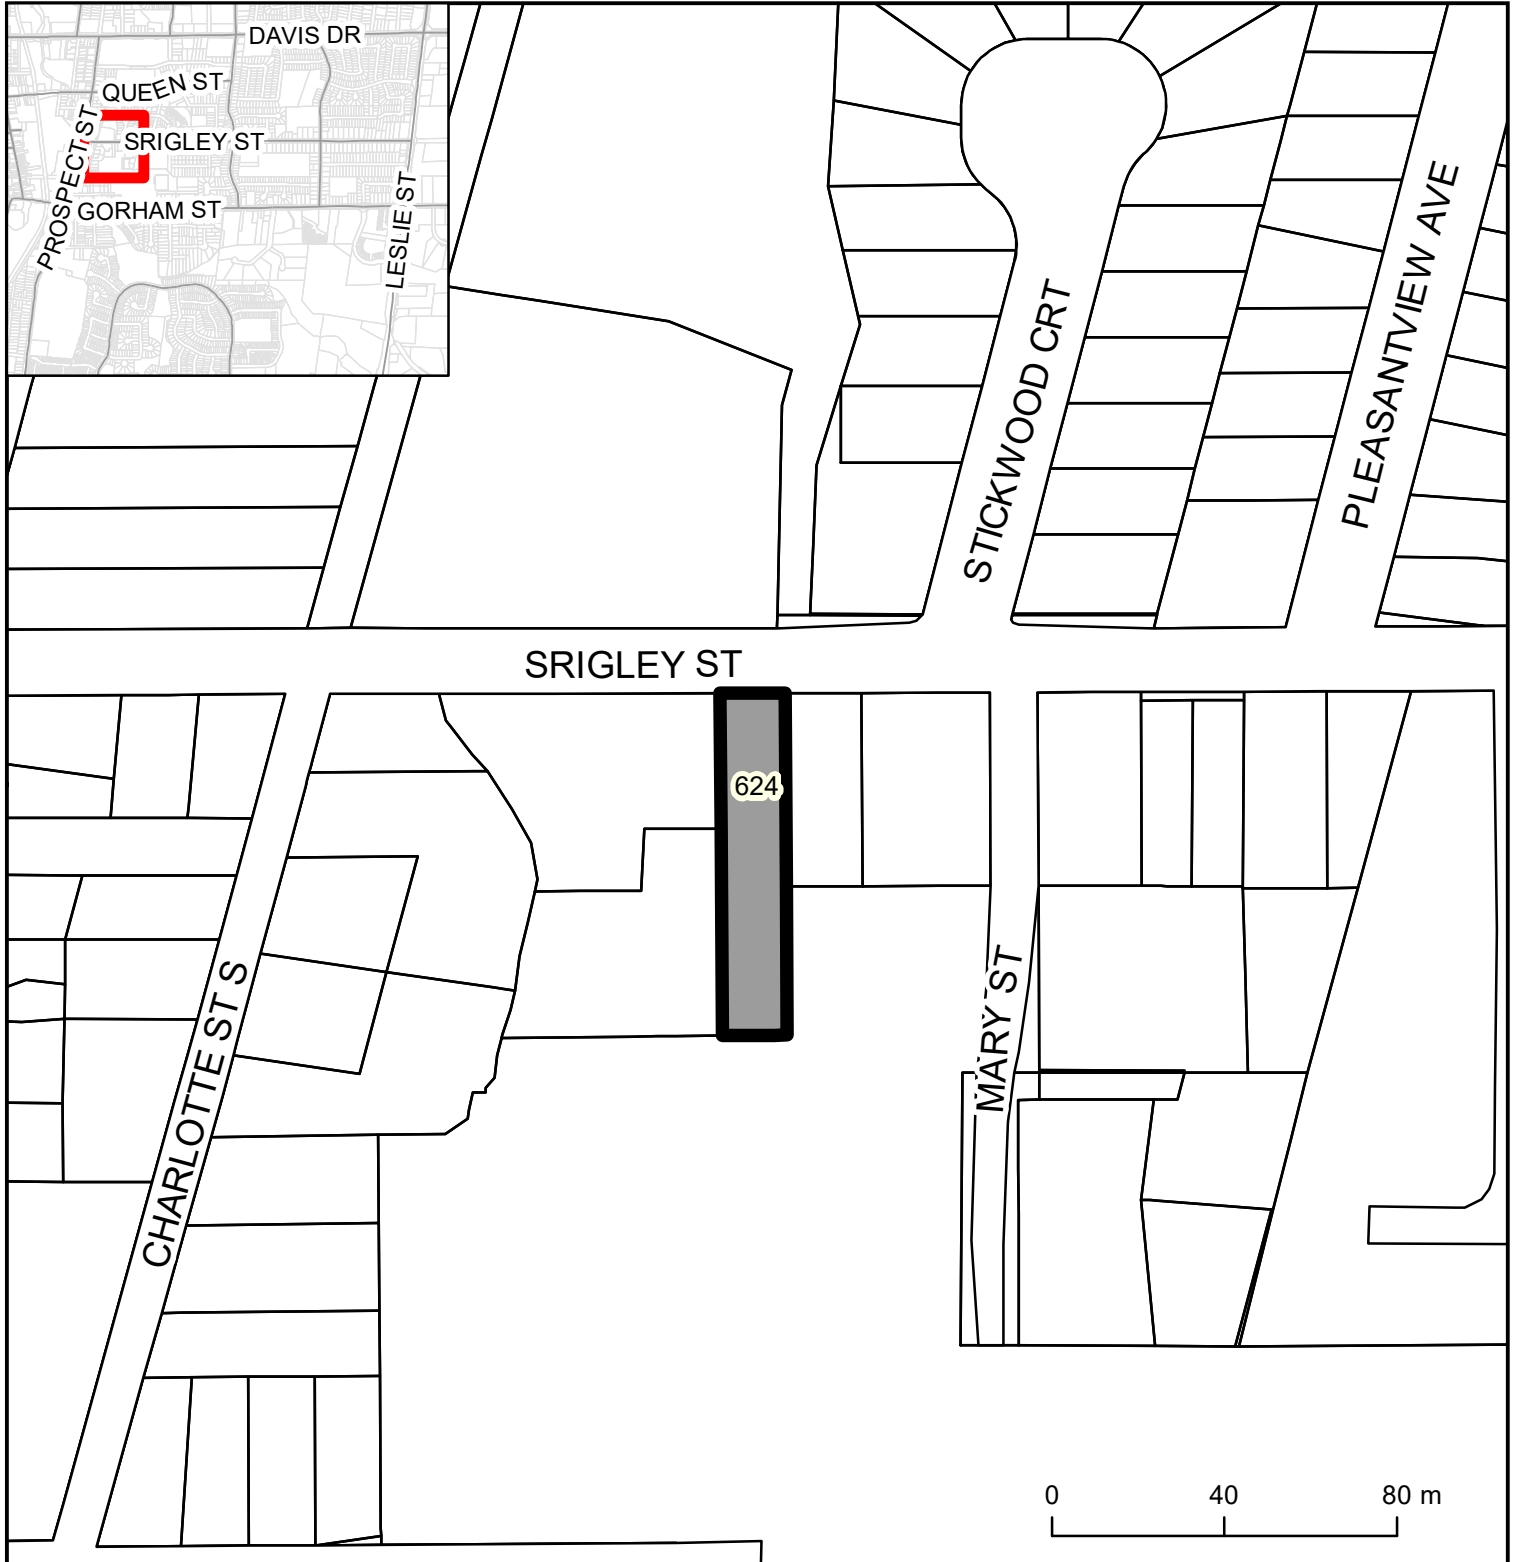 DAVIS DR
QUEEN ST
PROSPECT ST
SRIGLEY ST
GORHAM ST
LESLIE ST
STICKWOOD CRT
PLEASANTVIEW AVE
SRIGLEY ST
624
CHARLOTTE ST S
MARY ST
0 40 80 m